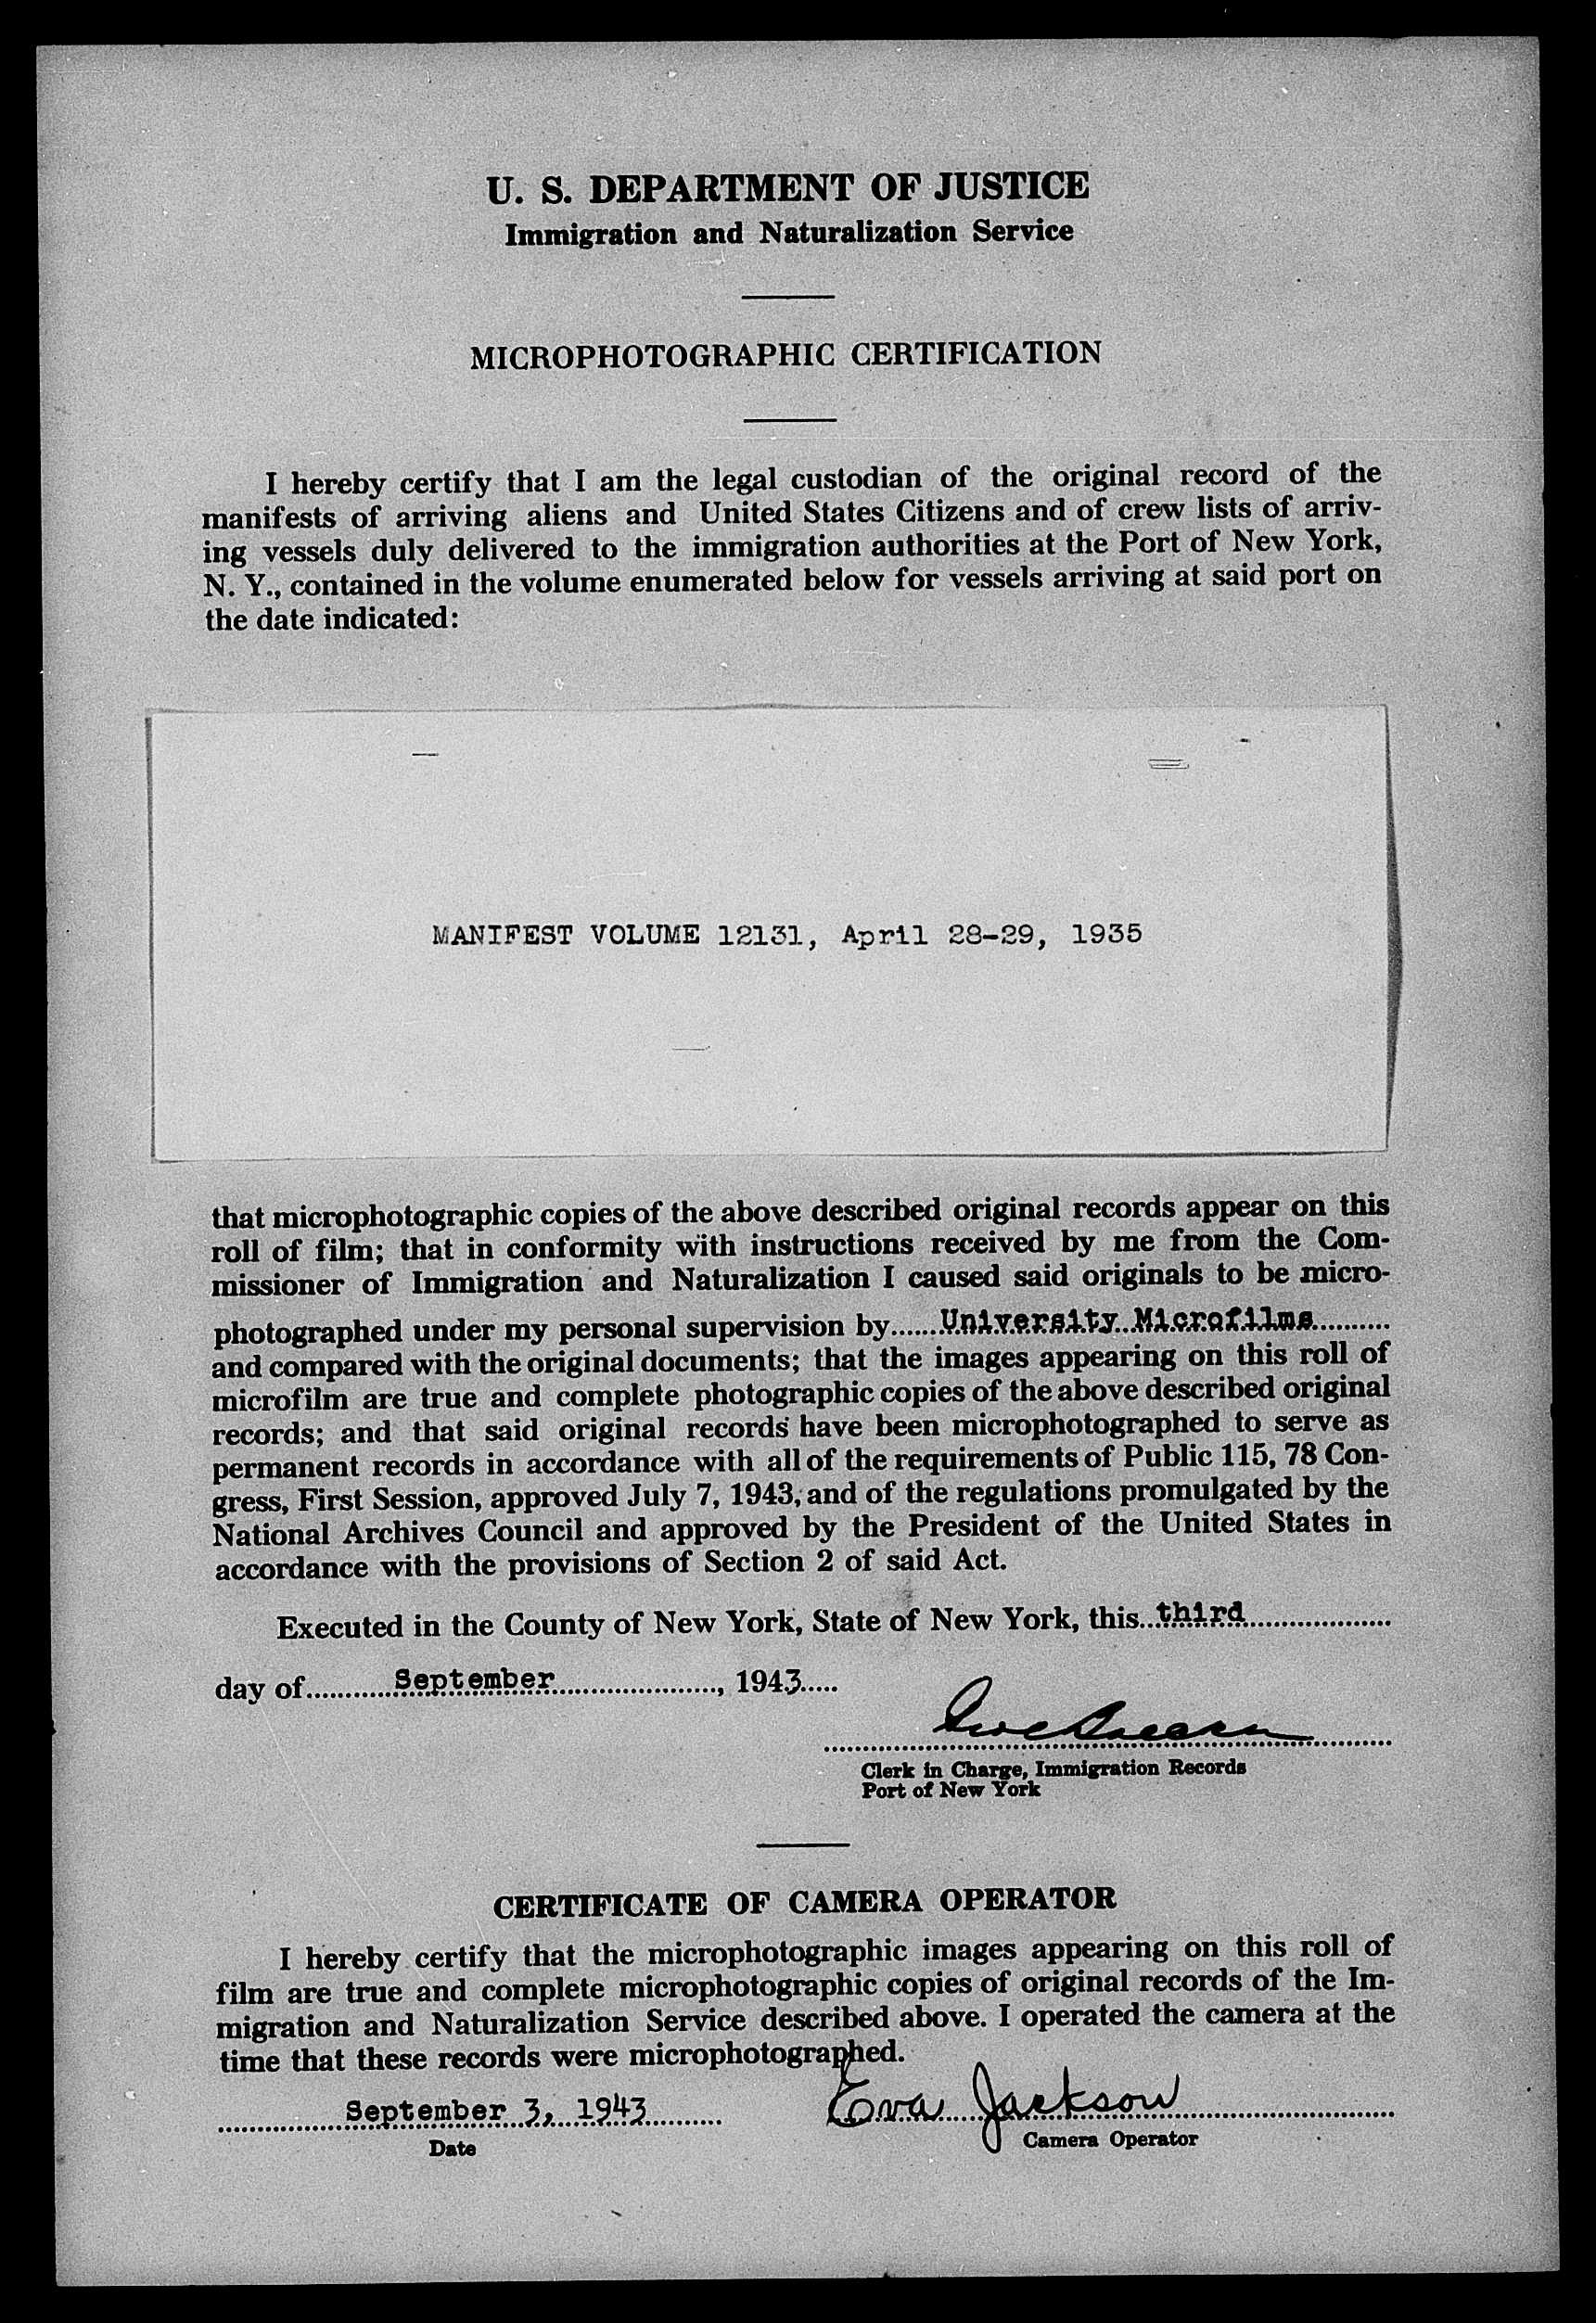 U. S. DEPARTMENT OF JUSTICE
Immigration and Naturalization Service
MICROPHOTOGRAPHIC CERTIFICATION
I hereby certify that I am the legal custodian of the original record of the
manifests of arriving aliens and United States Citizens and of crew lists of arriv-
ing vessels duly delivered to the immigration authorities at the Port of New York,
N. Y., contained in the volume enumerated below for vessels arriving at said port on
the date indicated:
MANIFEST VOLUME 12131, April 28-29, 1935
that microphotographic copies of the above described original records appear on this
roll of film; that in conformity with instructions received by me from the Com-
missioner of Immigration and Naturalization I caused said originals to be micro-
photographed under my personal supervision by......University Microfilms..........
and compared with the original documents; that the images appearing on this roll of
microfilm are true and complete photographic copies of the above described original
records; and that said original records have been microphotographed to serve as
permanent records in accordance with all of the requirements of Public 115, 78 Con-
gress, First Session, approved July 7, 1943, and of the regulations promulgated by the
National Archives Council and approved by the President of the United States in
accordance with the provisions of Section 2 of said Act.
Executed in the County of New York, State of New York, this..third..................
day of............September....................., 1943.....
Clerk in Charge, Immigration Records
Port of New York
CERTIFICATE OF CAMERA OPERATOR
I hereby certify that the microphotographic images appearing on this roll of
film are true and complete microphotographic copies of original records of the Im-
migration and Naturalization Service described above. I operated the camera at the
time that these records were microphotographed.
September 3, 1943 Eva Jackson
Date Camera Operator